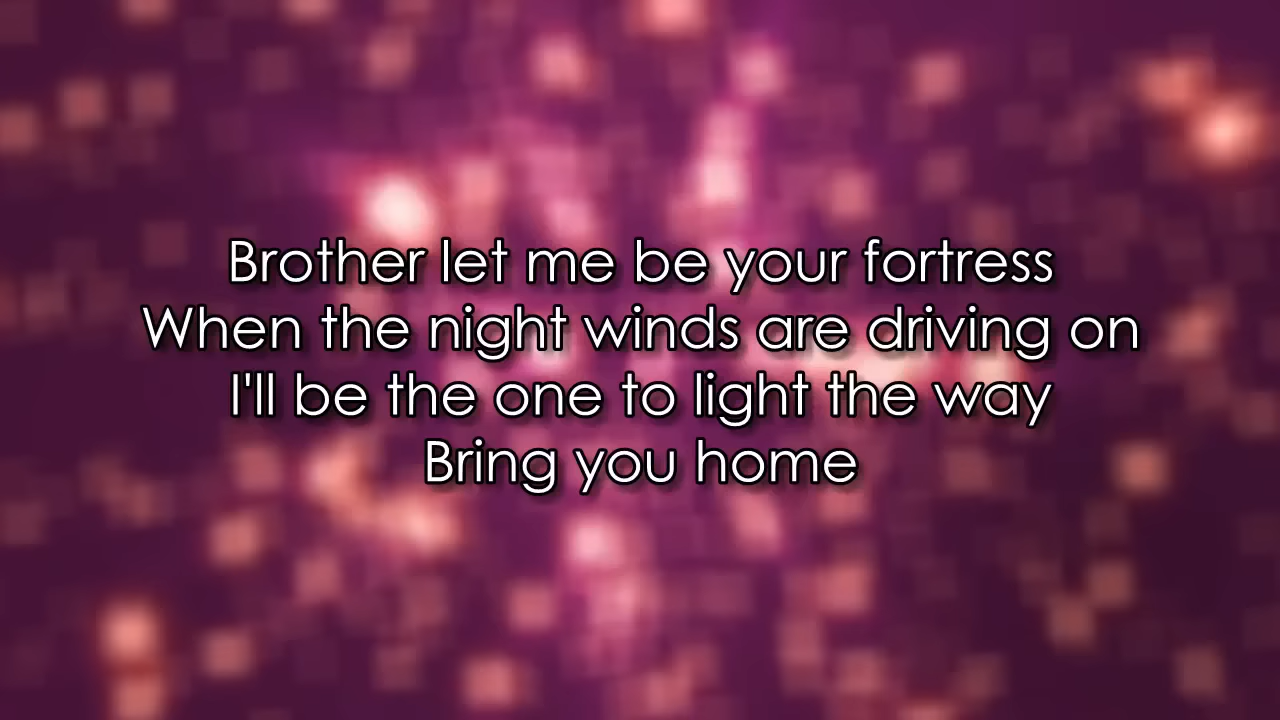 Brother let me be your fortress
When the night winds are driving on
I'll be the one to light the way
Bring you home